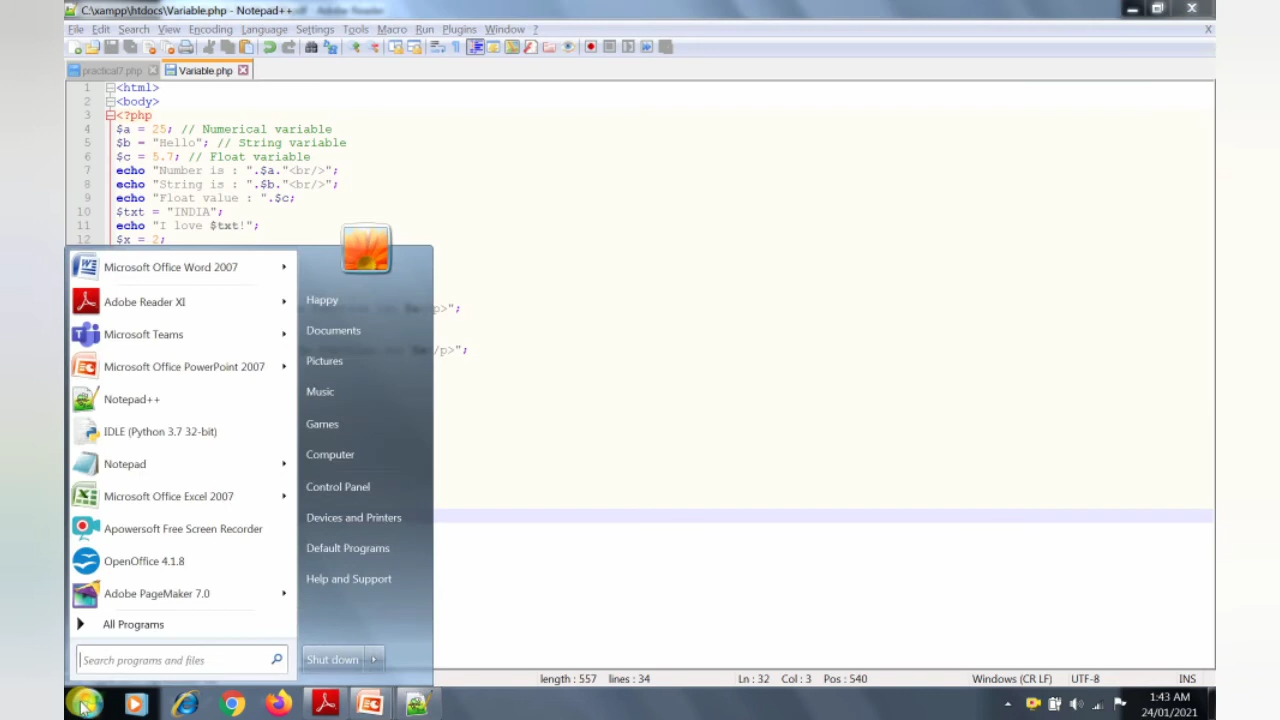 C:\xampp\htdocs\Variable.php - Notepad++
Adobe Reader
File Edit Search View Encoding Language Settings Tools Macro Run Plugins Window ? X
practical7.php Variable.php
1 <html>
2 <body>
3 <?php
4 $a = 25; // Numerical variable
5 $b = "Hello"; // String variable
6 $c = 5.7; // Float variable
7 echo "Number is : ".$a."<br/>";
8 echo "String is : ".$b."<br/>";
9 echo "Float value : ".$c;
10 $txt = "INDIA";
11 echo "I love $txt!";
12 $x = 2;
p>";
/p>";
Microsoft Office Word 2007
Adobe Reader XI
Microsoft Teams
Microsoft Office PowerPoint 2007
Notepad++
IDLE (Python 3.7 32-bit)
Notepad
Microsoft Office Excel 2007
Apowersoft Free Screen Recorder
OpenOffice 4.1.8
Adobe PageMaker 7.0
All Programs
Search programs and files
Happy
Documents
Pictures
Music
Games
Computer
Control Panel
Devices and Printers
Default Programs
Help and Support
Shut down
length : 557 lines : 34 Ln : 32 Col : 3 Pos : 540 Windows (CR LF) UTF-8 INS
1:43 AM
24/01/2021